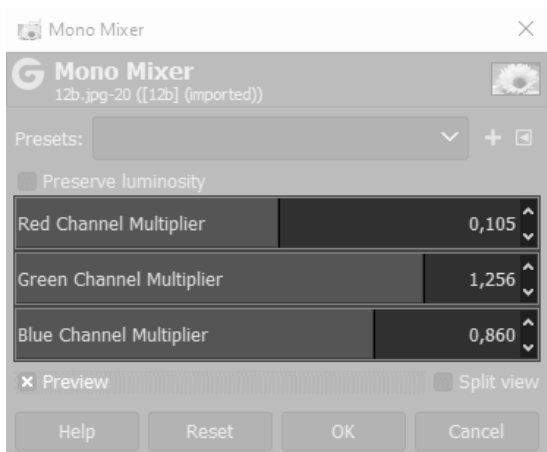 Mono Mixer
G Mono Mixer
12b.jpg-20 ([12b] (imported))
Presets:
Preserve luminosity
Red Channel Multiplier 0,105
Green Channel Multiplier 1,256
Blue Channel Multiplier 0,860
Preview Split view
Help Reset OK Cancel